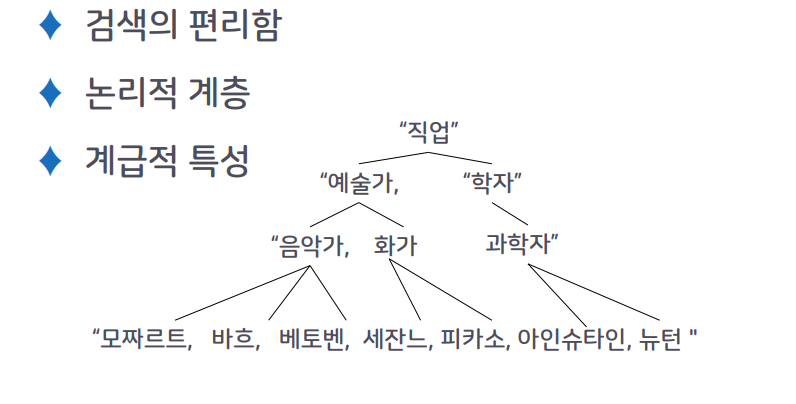 검색의 편리함
논리적 계층
계급적 특성
“직업”
“예술가, “학자”
“음악가, 화가 과학자”
“모짜르트, 바흐, 베토벤, 세잔느, 피카소, 아인슈타인, 뉴턴 "